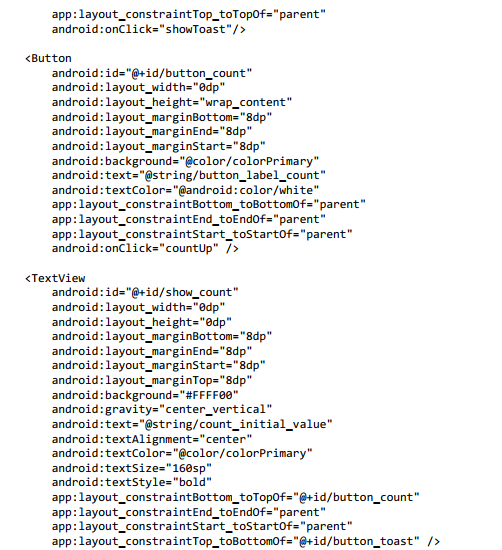 app:layout_constraintTop_toTopOf="parent"
android:onClick="showToast"/>
<Button
android:id="@+id/button_count"
android:layout_width="0dp"
android:layout_height="wrap_content"
android:layout_marginBottom="8dp"
android:layout_marginEnd="8dp"
android:layout_marginStart="8dp"
android:background="@color/colorPrimary"
android:text="@string/button_label_count"
android:textColor="@android:color/white"
app:layout_constraintBottom_toBottomOf="parent"
app:layout_constraintEnd_toEndOf="parent"
app:layout_constraintStart_toStartOf="parent"
android:onClick="countUp" />
<TextView
android:id="@+id/show_count"
android:layout_width="0dp"
android:layout_height="0dp"
android:layout_marginBottom="8dp"
android:layout_marginEnd="8dp"
android:layout_marginStart="8dp"
android:layout_marginTop="8dp"
android:background="#FFFF00"
android:gravity="center_vertical"
android:text="@string/count_initial_value"
android:textAlignment="center"
android:textColor="@color/colorPrimary"
android:textSize="160sp"
android:textStyle="bold"
app:layout_constraintBottom_toTopOf="@+id/button_count"
app:layout_constraintEnd_toEndOf="parent"
app:layout_constraintStart_toStartOf="parent"
app:layout_constraintTop_toBottomOf="@+id/button_toast" />